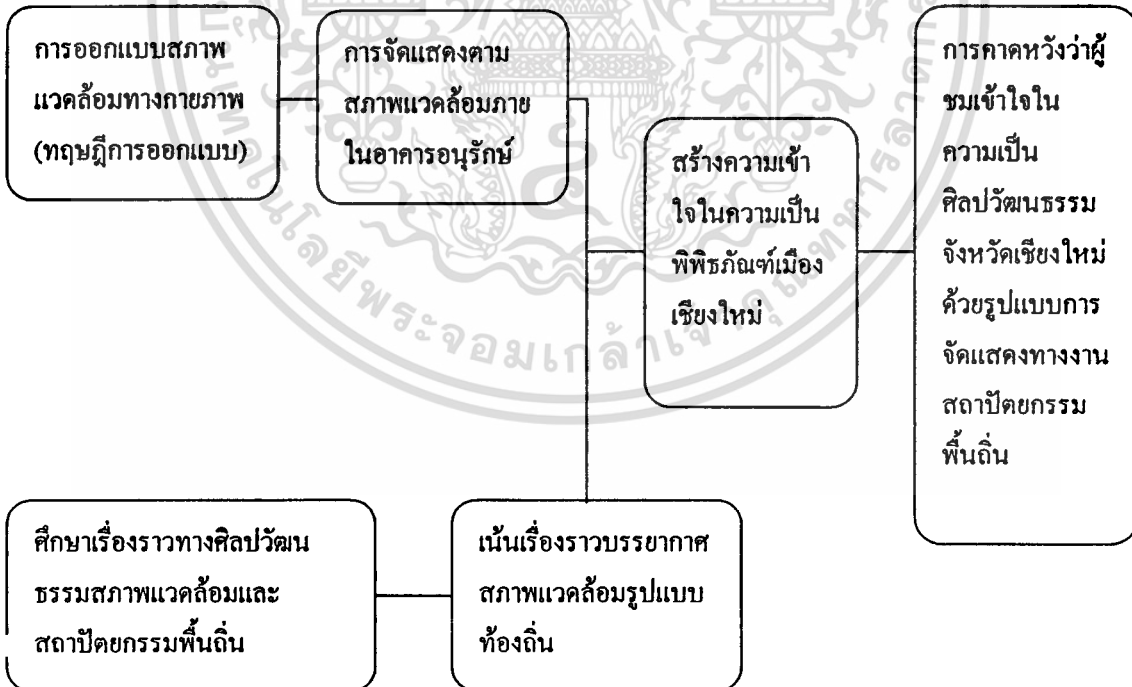 การออกแบบสภาพ
แวดล้อมทางกายภาพ
(ทฤษฎีการออกแบบ)
การจัดแสดงตาม
สภาพแวดล้อมภาย
ในอาคารอนุรักษ์
สร้างความเข้า
ใจในความเป็น
พิพิธภัณฑ์เมือง
เชียงใหม่
การคาดหวังว่าผู้
ชมเข้าใจใน
ความเป็น
ศิลปวัฒนธรรม
จังหวัดเชียงใหม่
ด้วยรูปแบบการ
จัดแสดงทางงาน
สถาปัตยกรรม
พื้นถิ่น
ศึกษาเรื่องราวทางศิลปวัฒน
ธรรมสภาพแวดล้อมและ
สถาปัตยกรรมพื้นถิ่น
เน้นเรื่องราวบรรยากาศ
สภาพแวดล้อมรูปแบบ
ท้องถิ่น